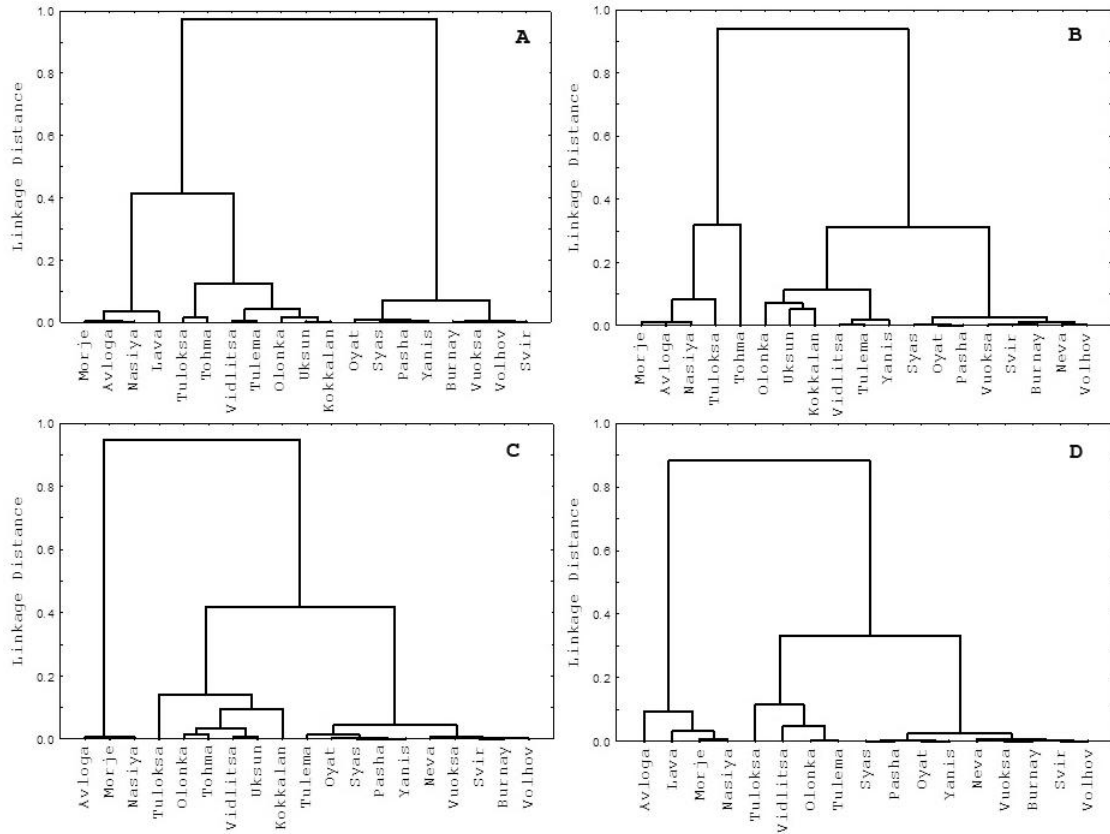 A
Linkage Distance
1.0
0.8
0.6
0.4
0.2
0.0
Morje
Avloga
Nasiya
Lava
Tuloksa
Tohma
Vidlitsa
Tulema
Olonka
Uksun
Kokkalan
Oyat
Syas
Pasha
Yanis
Burnay
Vuoksa
Volhov
Svir
B
Linkage Distance
1.0
0.8
0.6
0.4
0.2
0.0
Morje
Avloga
Nasiya
Tuloksa
Tohma
Olonka
Uksun
Kokkalan
Vidlitsa
Tulema
Yanis
Syas
Oyat
Pasha
Vuoksa
Svir
Burnay
Neva
Volhov
C
Linkage Distance
1.0
0.8
0.6
0.4
0.2
0.0
Avloga
Morje
Nasiya
Tuloksa
Olonka
Tohma
Vidlitsa
Uksun
Kokkalan
Tulema
Oyat
Syas
Pasha
Yanis
Neva
Vuoksa
Svir
Burnay
Volhov
D
Linkage Distance
1.0
0.8
0.6
0.4
0.2
0.0
Avloga
Lava
Morje
Nasiya
Tuloksa
Vidlitsa
Olonka
Tulema
Syas
Pasha
Oyat
Yanis
Neva
Vuoksa
Burnay
Svir
Volhov